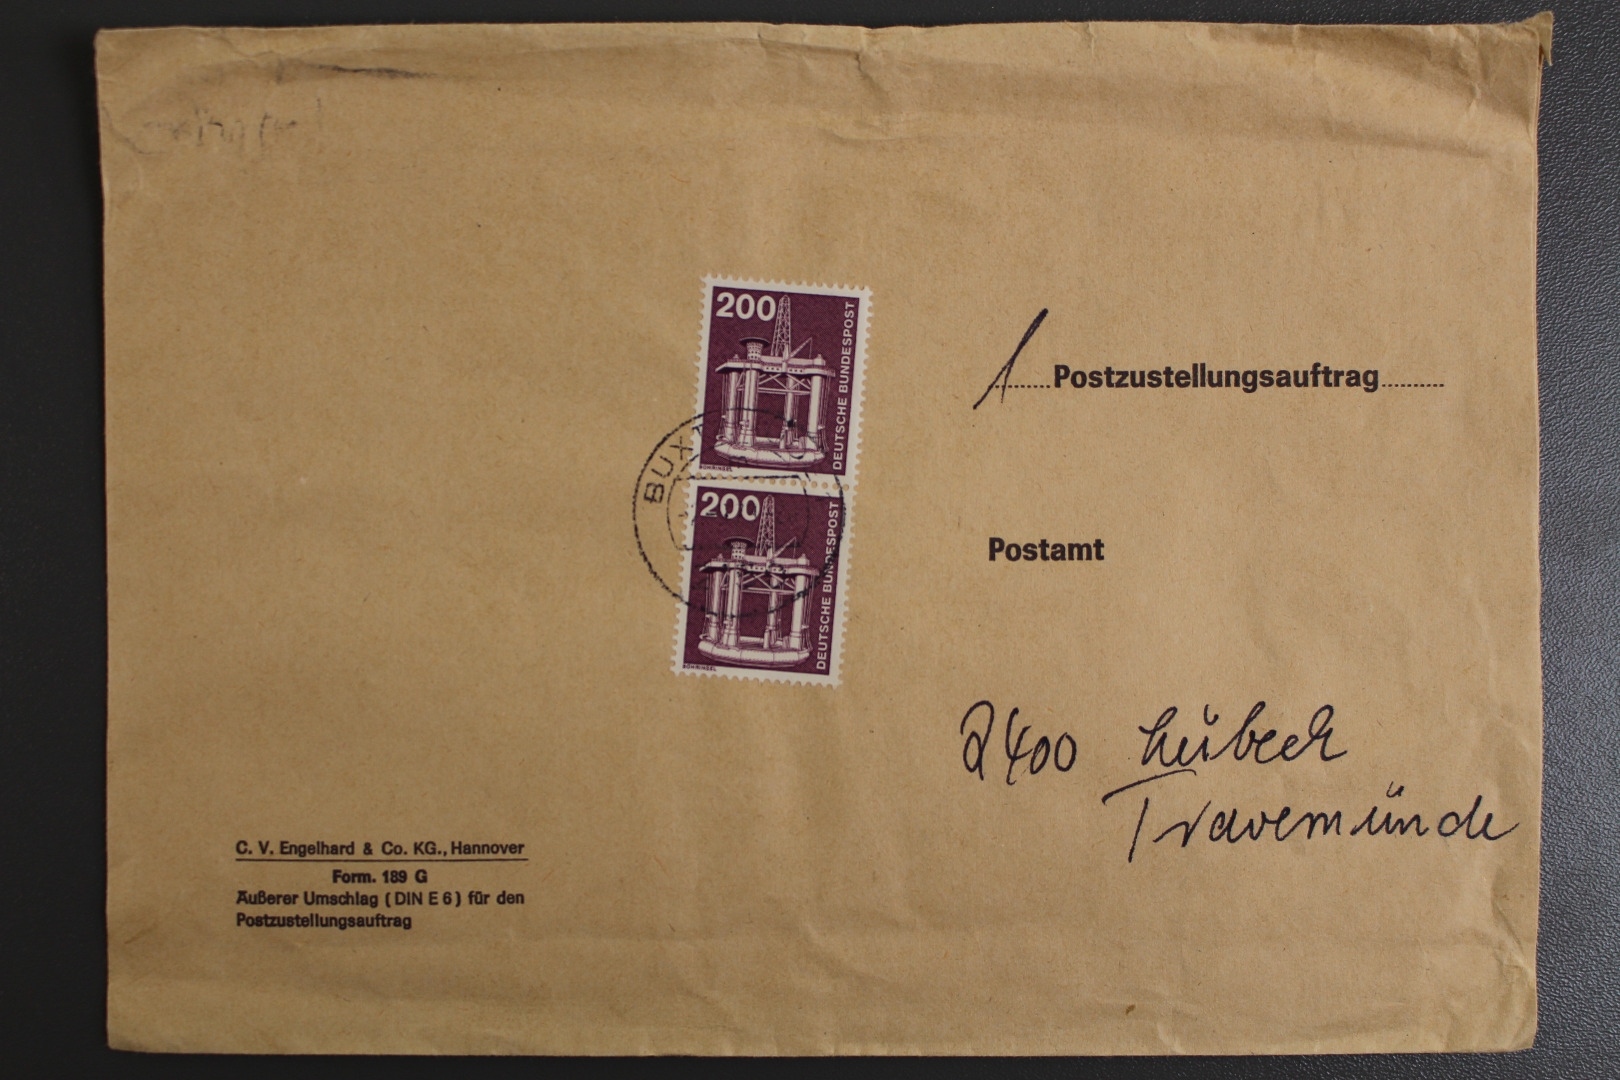 200
DEUTSCHE BUNDESPOST
200
DEUTSCHE BUNDESPOST
1 Postzustellungsauftrag
Postamt
2400 Lübeck
Travemünde
C. V. Engelhard & Co. KG., Hannover
Form. 189 G
Äußerer Umschlag (DIN E 6) für den
Postzustellungsauftrag